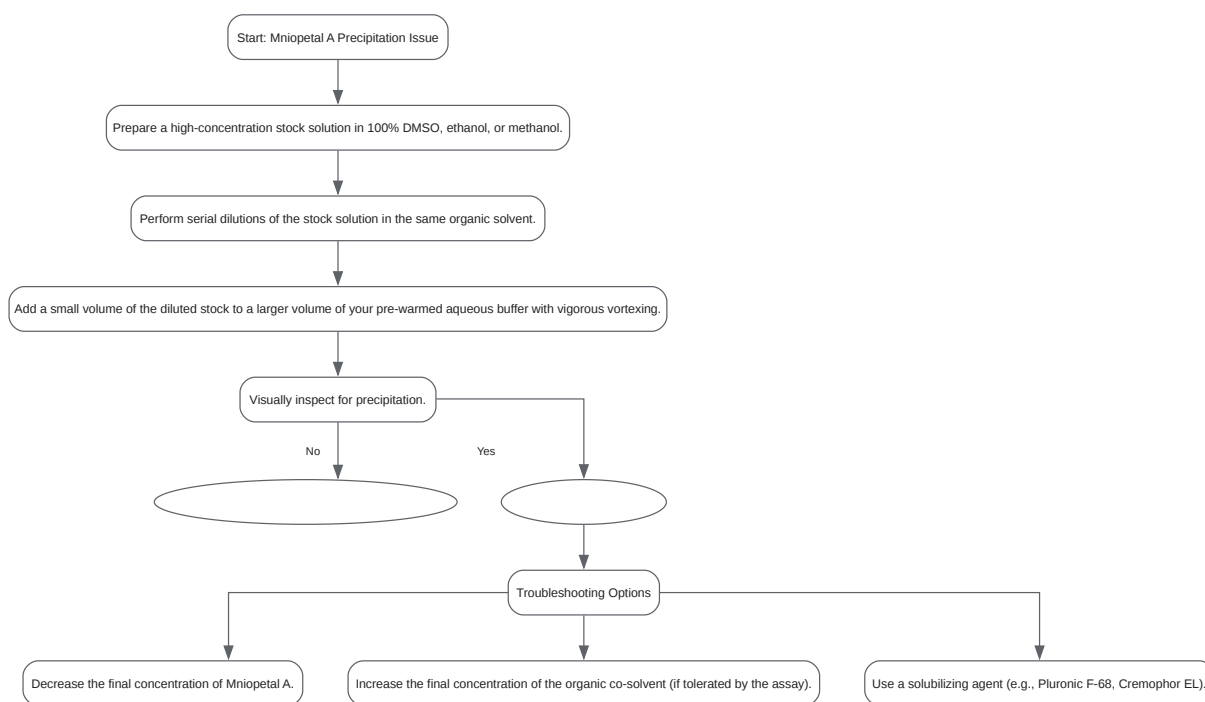 Start: Mniopetal A Precipitation Issue
Prepare a high-concentration stock solution in 100% DMSO, ethanol, or methanol.
Perform serial dilutions of the stock solution in the same organic solvent.
Add a small volume of the diluted stock to a larger volume of your pre-warmed aqueous buffer with vigorous vortexing.
Visually inspect for precipitation.
No
Yes
Troubleshooting Options
Decrease the final concentration of Mniopetal A.
Increase the final concentration of the organic co-solvent (if tolerated by the assay).
Use a solubilizing agent (e.g., Pluronic F-68, Cremophor EL).